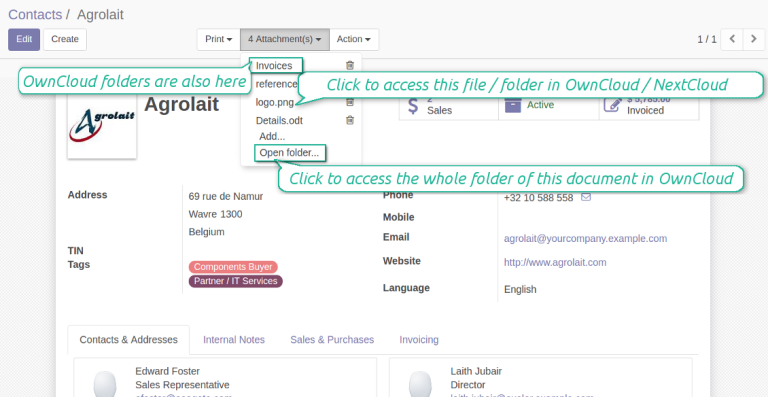 Contacts / Agrolait
Edit Create Print 4 Attachment(s) Action 1 / 1
Invoices
OwnCloud folders are also here
reference
Click to access this file / folder in OwnCloud / NextCloud
Agrolait
Agrolait
logo.png
Details.odt
Add...
Open folder...
2
Sales
Active
$ 5,785.00
Invoiced
Click to access the whole folder of this document in OwnCloud
Address
69 rue de Namur
Wavre 1300
Belgium
TIN
Tags
Components Buyer
Partner / IT Services
Phone
+32 10 588 558
Mobile
Email
agrolait@yourcompany.example.com
Website
http://www.agrolait.com
Language
English
Contacts & Addresses Internal Notes Sales & Purchases Invoicing
Edward Foster
Sales Representative
Laith Jubair
Director